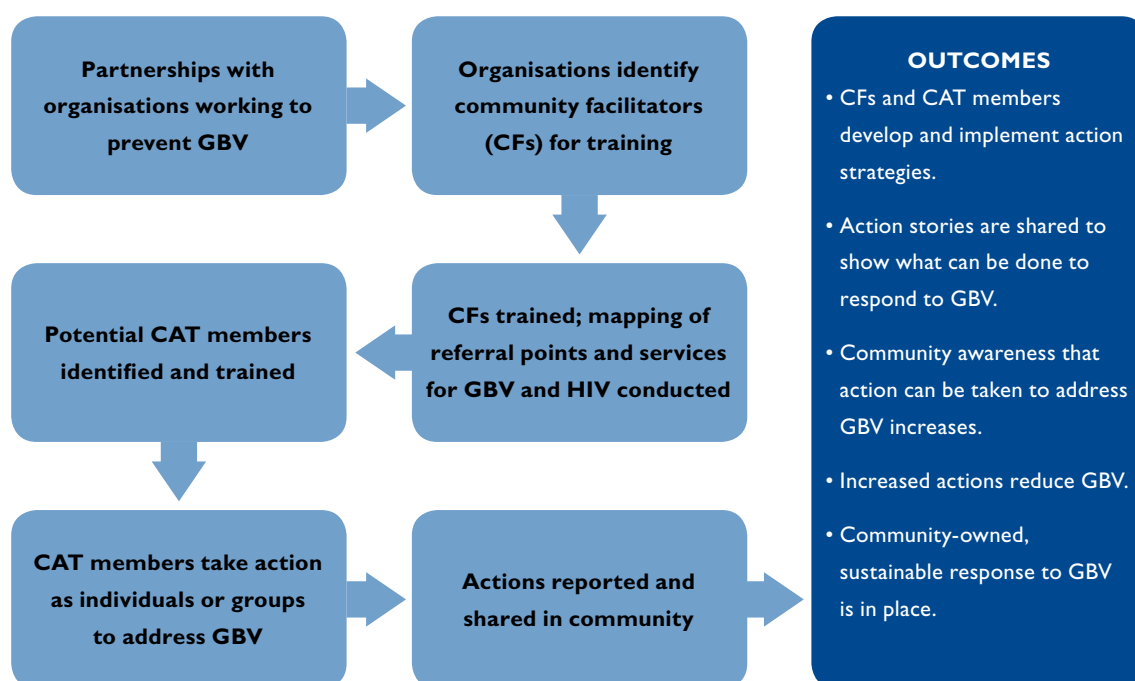 Partnerships with
organisations working to
prevent GBV
Organisations identify
community facilitators
(CFs) for training
CFs trained; mapping of
referral points and services
for GBV and HIV conducted
Potential CAT members
identified and trained
CAT members take action
as individuals or groups
to address GBV
Actions reported and
shared in community
OUTCOMES
• CFs and CAT members
develop and implement action
strategies.
• Action stories are shared to
show what can be done to
respond to GBV.
• Community awareness that
action can be taken to address
GBV increases.
• Increased actions reduce GBV.
• Community-owned,
sustainable response to GBV
is in place.